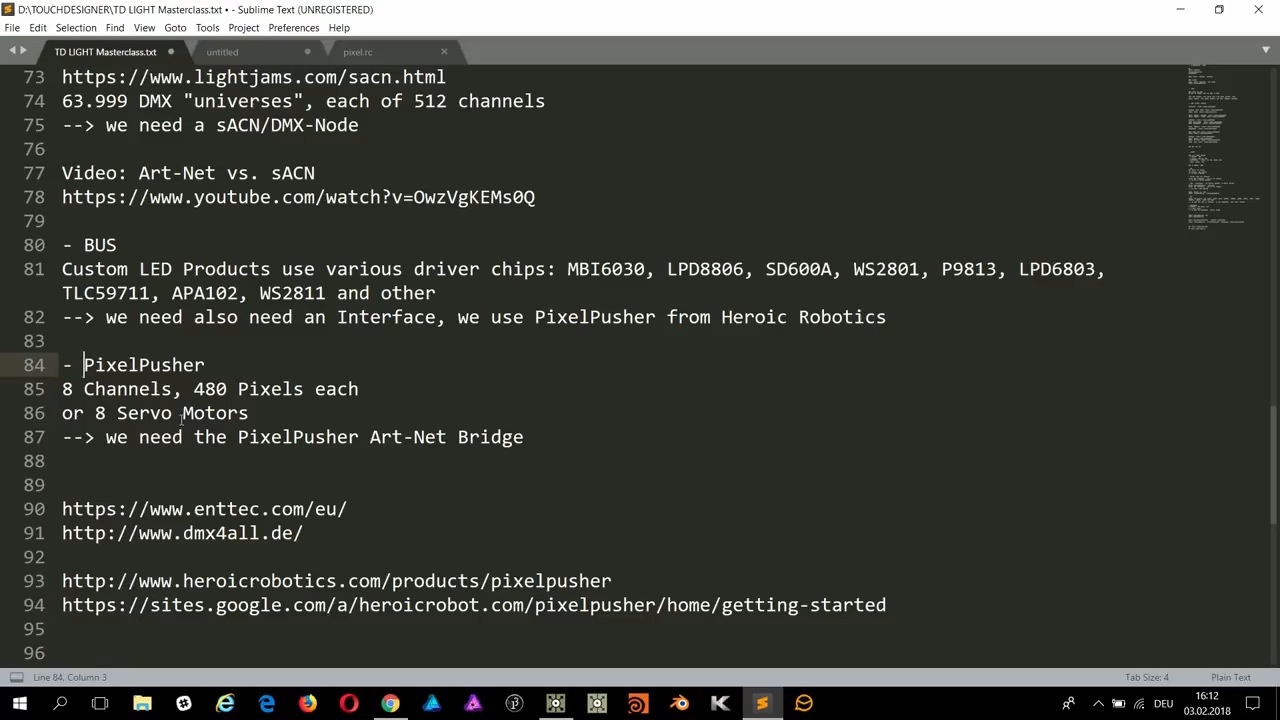 D:\TOUCHDESIGNER\TD LIGHT Masterclass.txt • - Sublime Text (UNREGISTERED)
File Edit Selection Find View Goto Tools Project Preferences Help
TD LIGHT Masterclass.txt untitled pixel.rc
73 https://www.lightjams.com/sacn.html
74 63.999 DMX "universes", each of 512 channels
75 --> we need a sACN/DMX-Node
76
77 Video: Art-Net vs. sACN
78 https://www.youtube.com/watch?v=OwzVgKEMs0Q
79
80 - BUS
81 Custom LED Products use various driver chips: MBI6030, LPD8806, SD600A, WS2801, P9813, LPD6803,
TLC59711, APA102, WS2811 and other
82 --> we need also need an Interface, we use PixelPusher from Heroic Robotics
83
84 - PixelPusher
85 8 Channels, 480 Pixels each
86 or 8 Servo Motors
87 --> we need the PixelPusher Art-Net Bridge
88
89
90 https://www.enttec.com/eu/
91 http://www.dmx4all.de/
92
93 http://www.heroicrobotics.com/products/pixelpusher
94 https://sites.google.com/a/heroicrobot.com/pixelpusher/home/getting-started
95
96
Line 84, Column 3 Tab Size: 4 Plain Text
DEU 16:12
03.02.2018